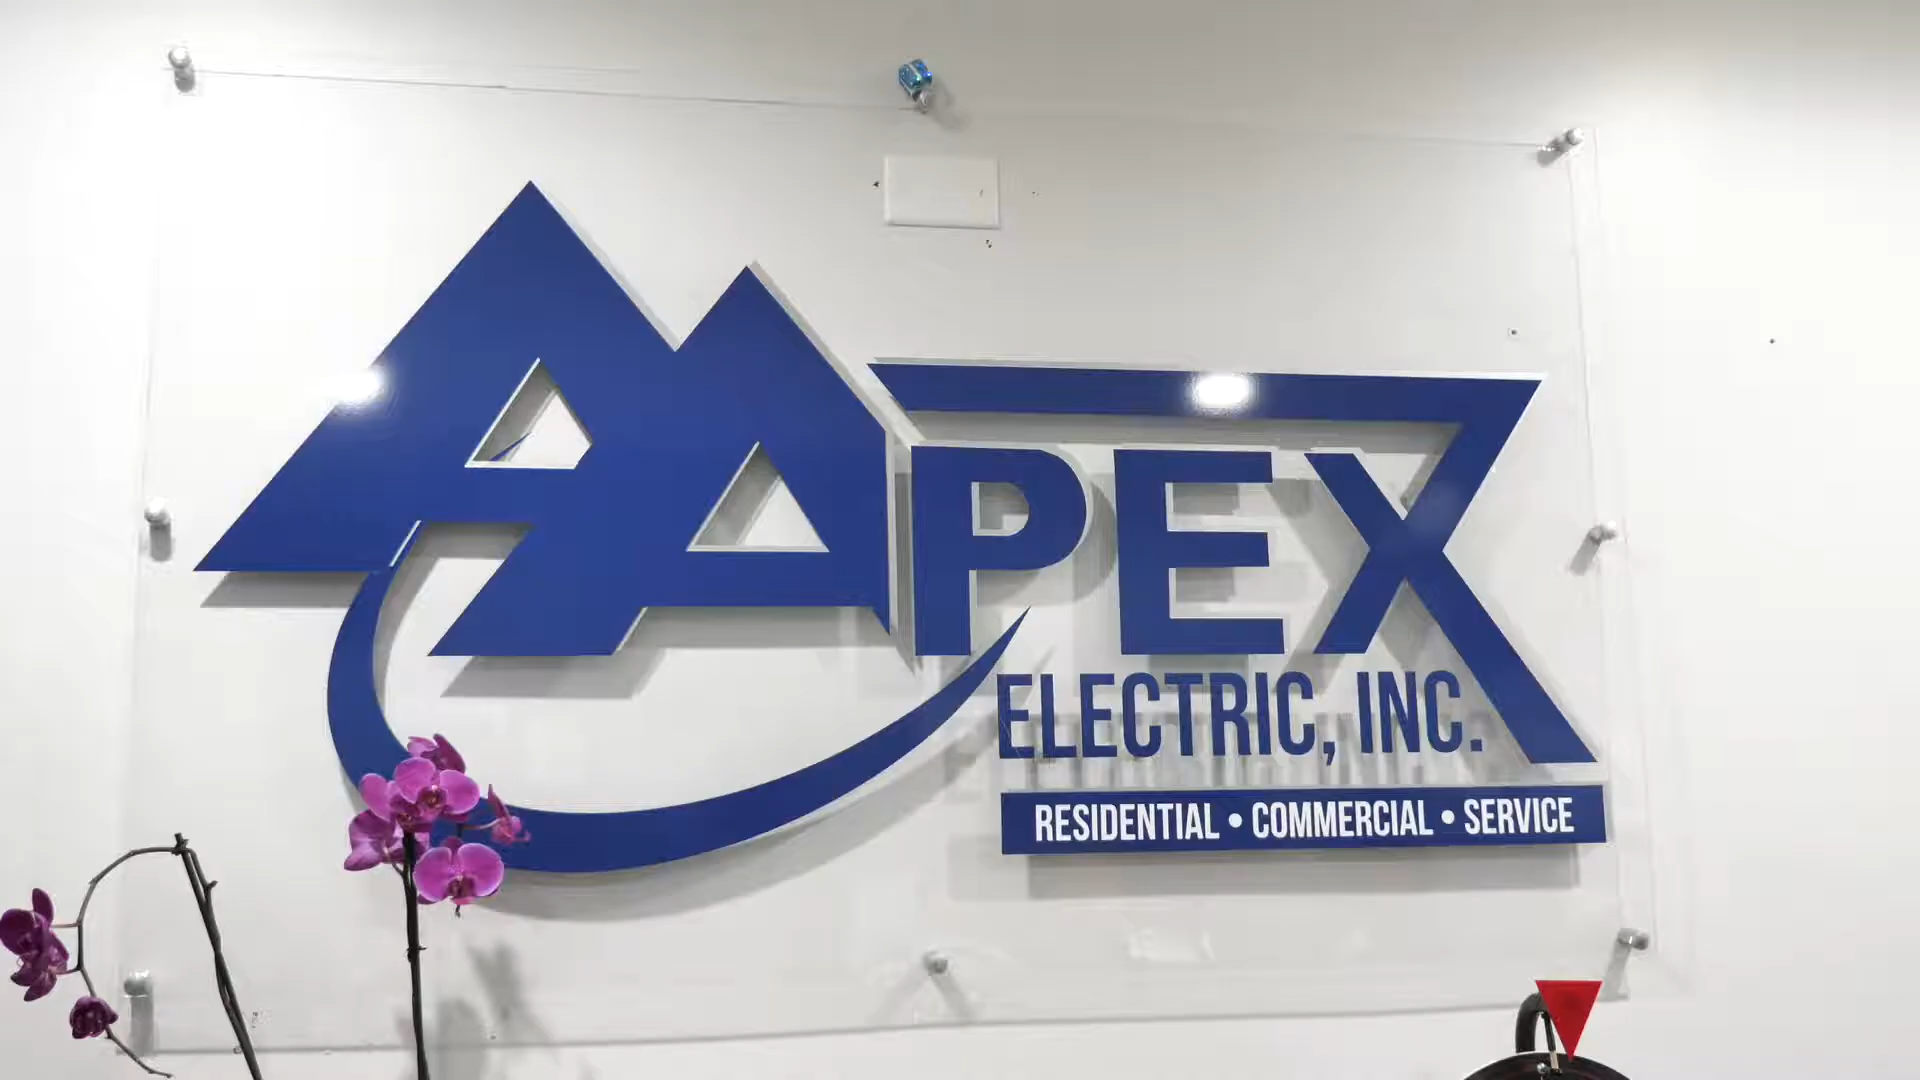 AAPEX
ELECTRIC, INC.
RESIDENTIAL • COMMERCIAL • SERVICE